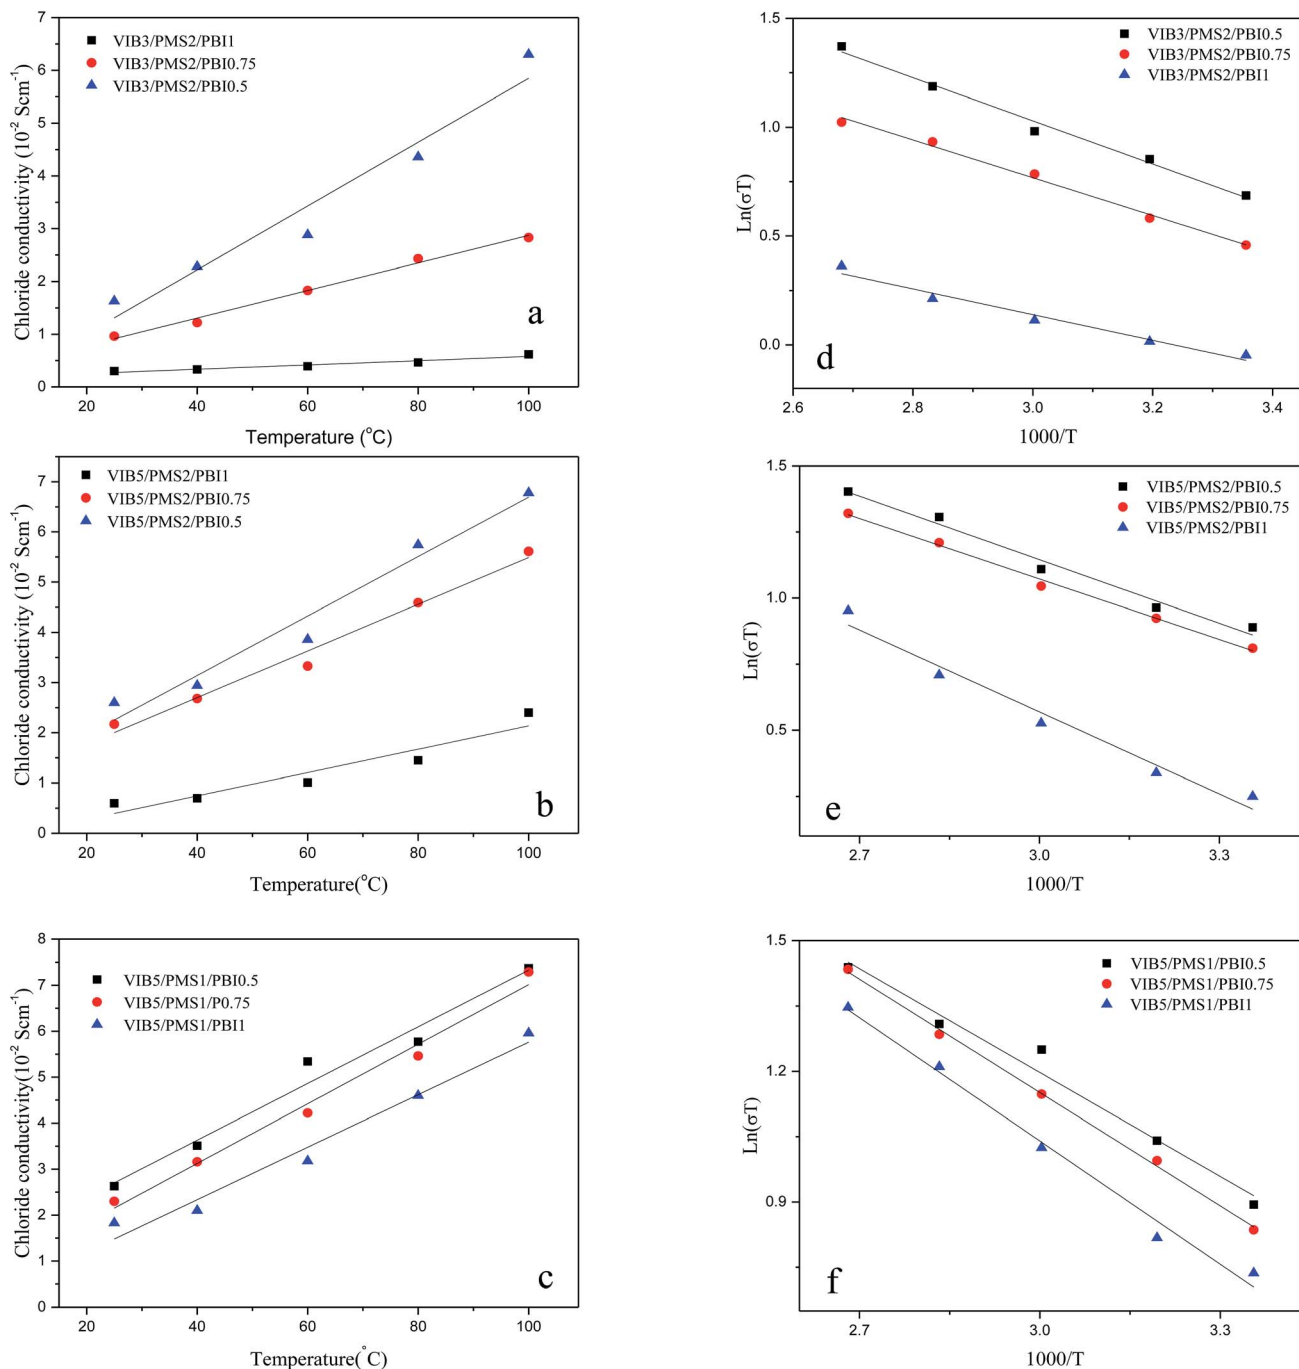 7
6
5
4
3
2
1
0
Chloride conductivity (10-2 Scm-1)
VIB3/PMS2/PBI1
VIB3/PMS2/PBI0.75
VIB3/PMS2/PBI0.5
a
20 40 60 80 100
Temperature (oC)
1.5
1.0
0.5
0.0
Ln(σT)
VIB3/PMS2/PBI0.5
VIB3/PMS2/PBI0.75
VIB3/PMS2/PBI1
d
2.6 2.8 3.0 3.2 3.4
1000/T
7
6
5
4
3
2
1
0
Chloride conductivity (10-2 Scm-1)
VIB5/PMS2/PBI1
VIB5/PMS2/PBI0.75
VIB5/PMS2/PBI0.5
b
20 40 60 80 100
Temperature(oC)
1.5
1.0
0.5
Ln(σT)
VIB5/PMS2/PBI0.5
VIB5/PMS2/PBI0.75
VIB5/PMS2/PBI1
e
2.7 3.0 3.3
1000/T
8
7
6
5
4
3
2
1
0
Chloride conductivity(10-2 Scm-1)
VIB5/PMS1/PBI0.5
VIB5/PMS1/P0.75
VIB5/PMS1/PBI1
c
20 40 60 80 100
Temperature(°C)
1.5
1.2
0.9
Ln(σT)
VIB5/PMS1/PBI0.5
VIB5/PMS1/PBI0.75
VIB5/PMS1/PBI1
f
2.7 3.0 3.3
1000/T